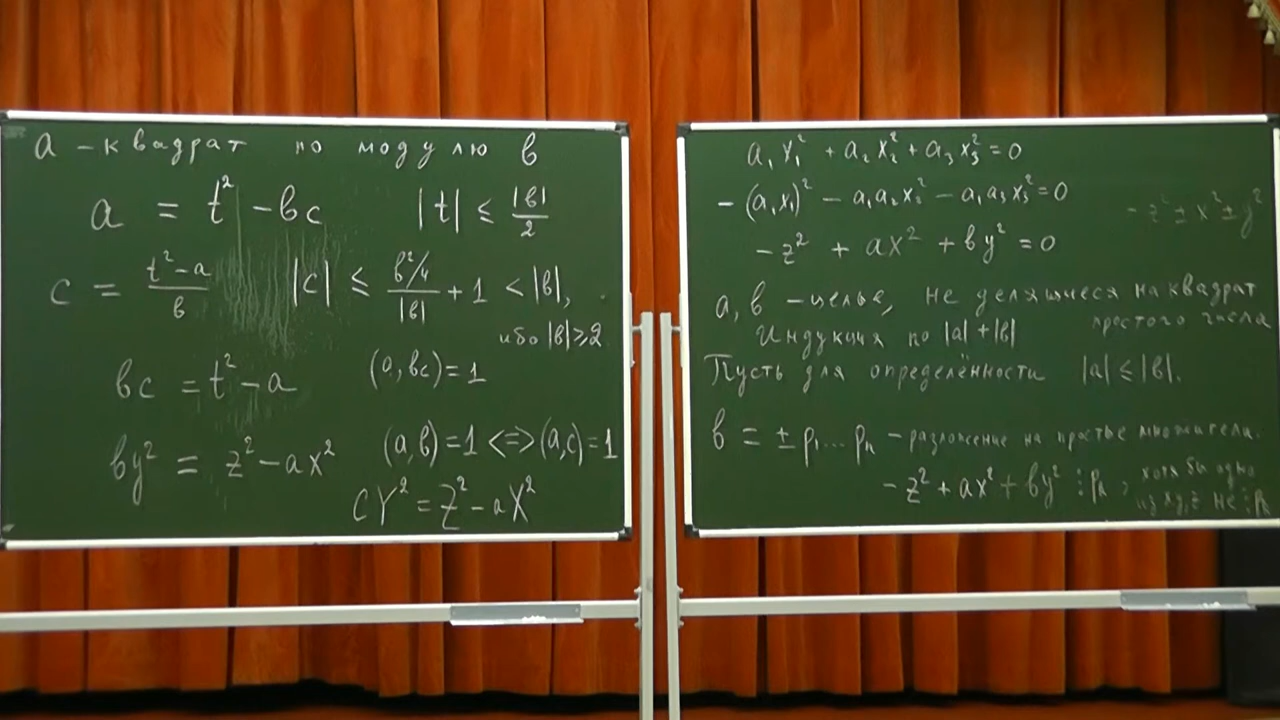 а - квадрат по модулю b
a = t² - bc |t| ≤ |b|/2
c = (t² - a)/b |c| ≤ (b²/4)/|b| + 1 < |b|,
ибо |b| ≥ 2
bc = t² - a (a, bc) = 1
(a, b) = 1 <=> (a, c) = 1
by² = z² - ax²
cY² = Z² - aX²
a₁x₁² + a₂x₂² + a₃x₃² = 0
- (a₁x₁)² - a₁a₂x₂² - a₁a₃x₃² = 0
- z² ± x² ± y²
- z² + ax² + by² = 0
a, b - целые, не делящиеся на квадрат
простого числа
Индукция по |a| + |b|
Пусть для определённости |a| ≤ |b|.
b = ± p₁ ... pₙ - разложение на простые множители.
- z² + ax² + by² ⋮ pₖ, хотя бы одно
из x, y, z не ⋮ pₖ